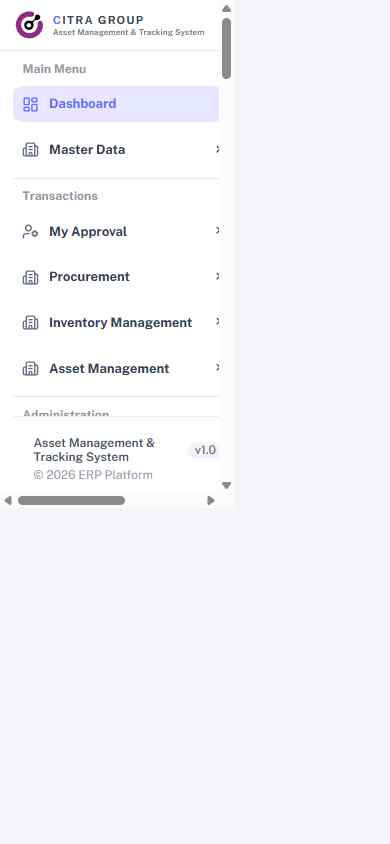 CITRA GROUP
Asset Management & Tracking System
Main Menu
Dashboard
Master Data
Transactions
My Approval
Procurement
Inventory Management
Asset Management
Administration
Asset Management &
Tracking System
v1.0
© 2026 ERP Platform